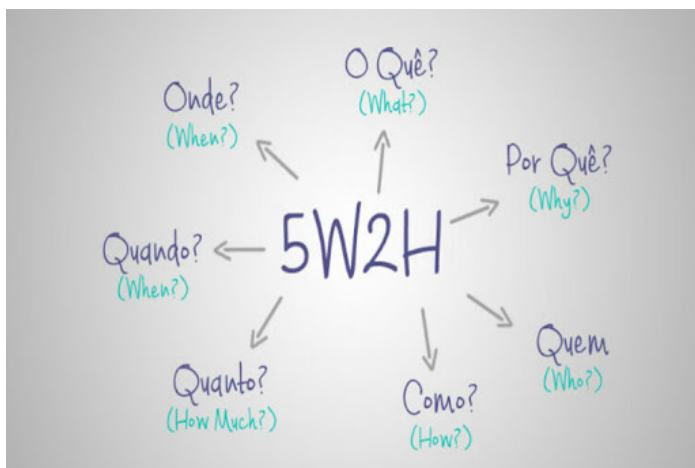 O Quê?
(What?)
Onde?
(When?)
Por Quê?
(Why?)
5W2H
Quando?
(When?)
Quem
(Who?)
Quanto?
(How Much?)
Como?
(How?)